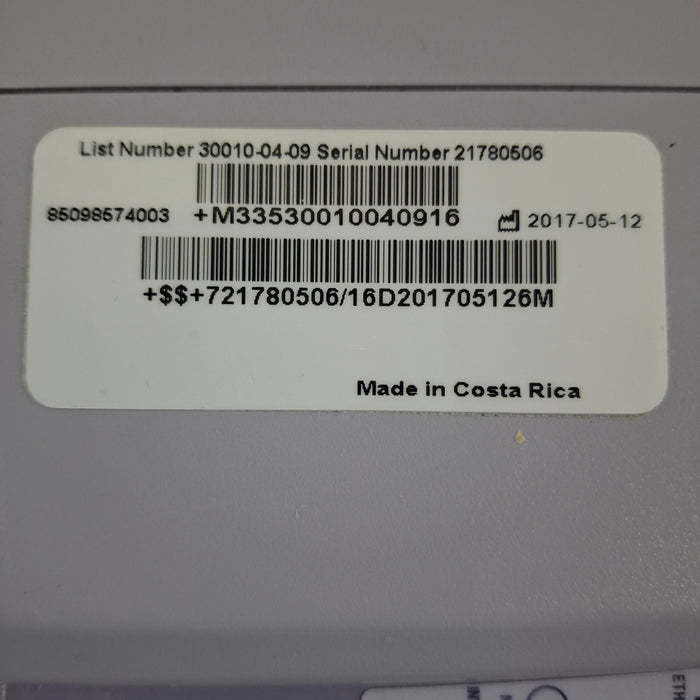 List Number 30010-04-09 Serial Number 21780506
85098574003 +M33530010040916 2017-05-12
+$$+721780506/16D201705126M
Made in Costa Rica
ETH